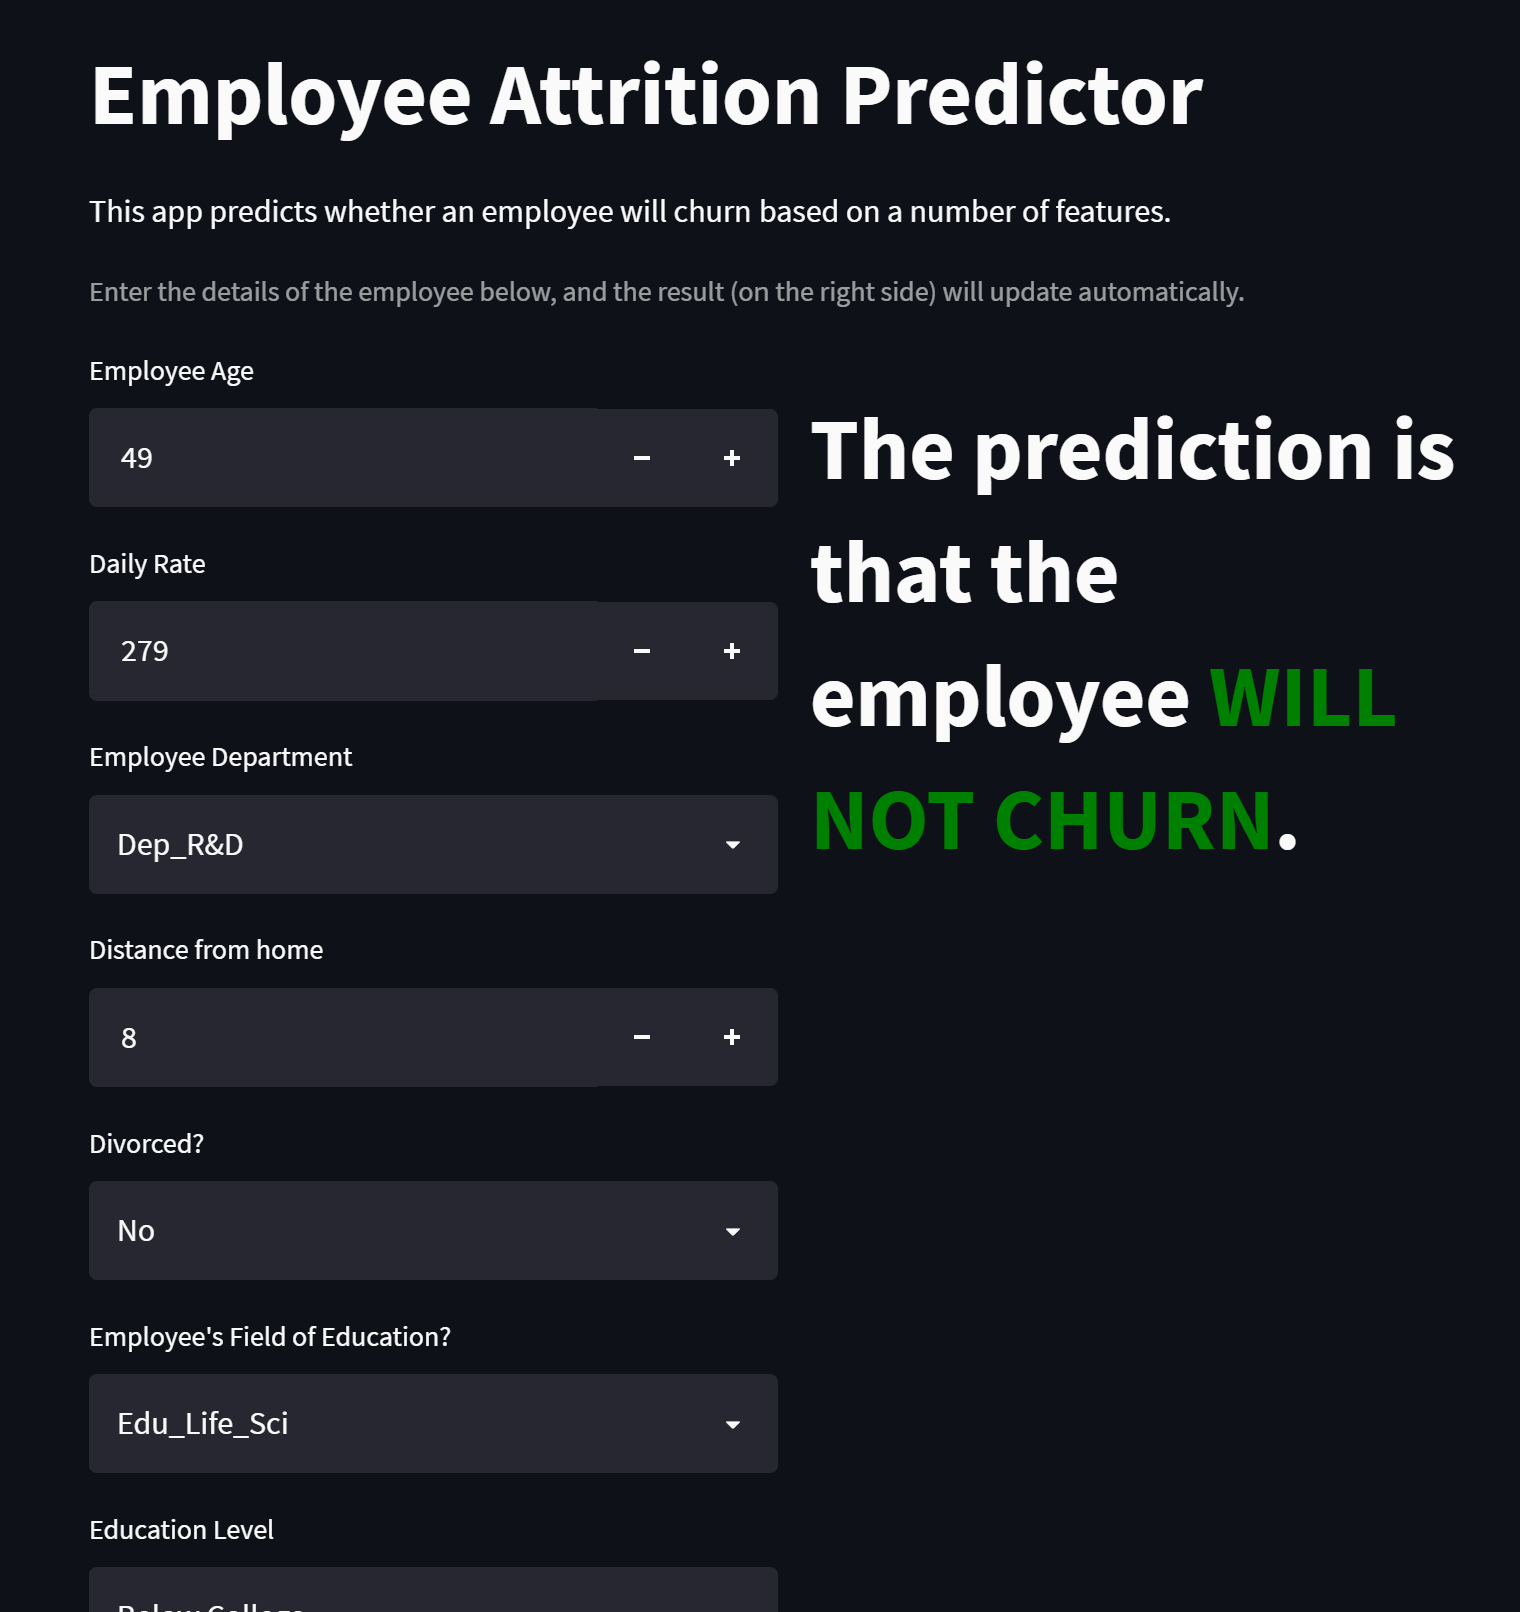 Employee Attrition Predictor
This app predicts whether an employee will churn based on a number of features.
Enter the details of the employee below, and the result (on the right side) will update automatically.
Employee Age
49
Daily Rate
279
Employee Department
Dep_R&D
Distance from home
8
Divorced?
No
Employee's Field of Education?
Edu_Life_Sci
Education Level
Below College
The prediction is
that the
employee WILL
NOT CHURN.